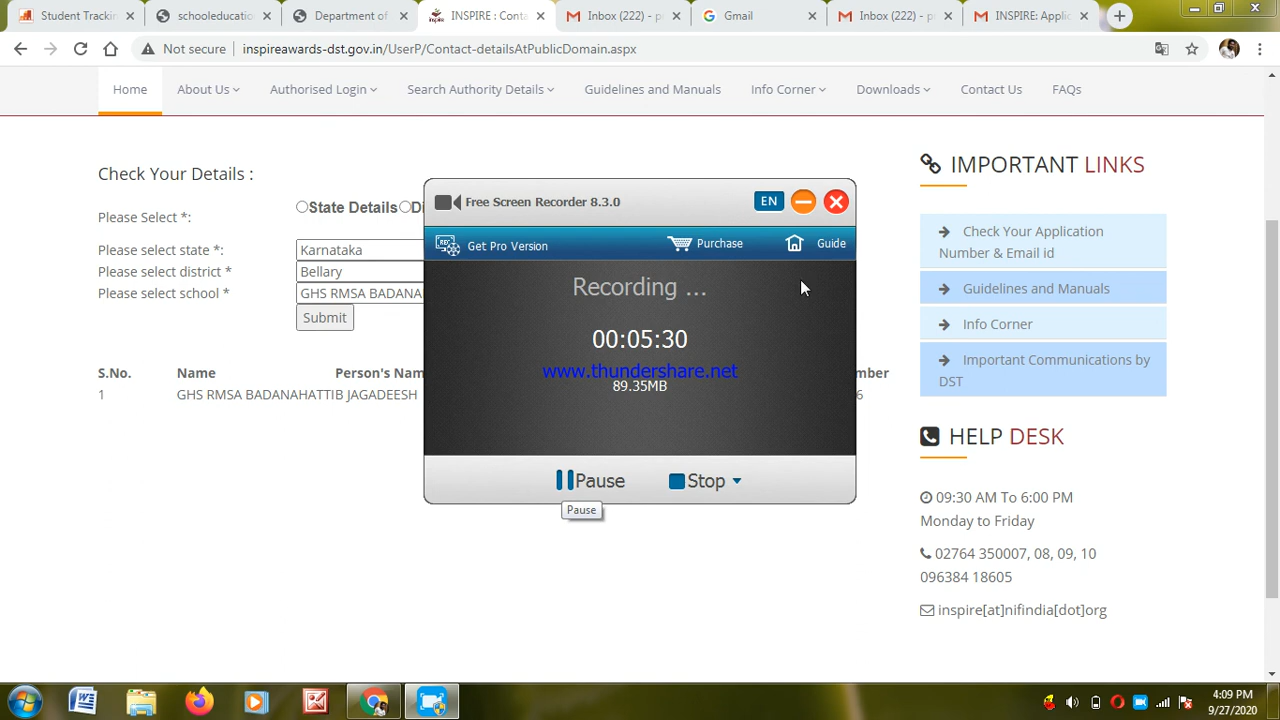 Student Trackin
schooleducatio
Department of
INSPIRE : Conta
Inbox (222) - p
Gmail
Inbox (222) - p
INSPIRE: Applic
Not secure inspireawards-dst.gov.in/UserP/Contact-detailsAtPublicDomain.aspx
Home About Us Authorised Login Search Authority Details Guidelines and Manuals Info Corner Downloads Contact Us FAQs
Check Your Details :
Please Select *: State Details Di
Please select state *: Karnataka
Please select district * Bellary
Please select school * GHS RMSA BADANA
Submit
S.No. Name Person's Nam mber
1 GHS RMSA BADANAHATTI B JAGADEESH 6
Free Screen Recorder 8.3.0 EN
Get Pro Version Purchase Guide
Recording ...
00:05:30
www.thundershare.net
89.35MB
Pause Stop
Pause
IMPORTANT LINKS
Check Your Application
Number & Email id
Guidelines and Manuals
Info Corner
Important Communications by
DST
HELP DESK
09:30 AM To 6:00 PM
Monday to Friday
02764 350007, 08, 09, 10
096384 18605
inspire[at]nifindia[dot]org
4:09 PM
9/27/2020